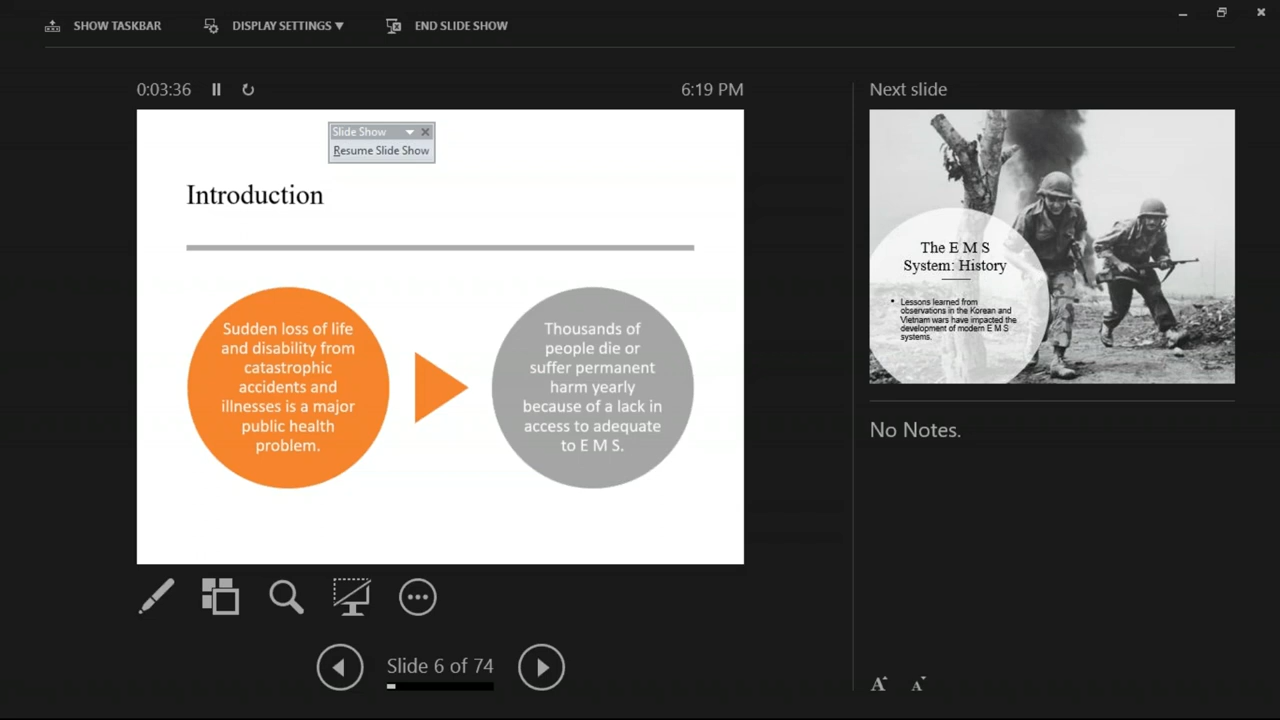 SHOW TASKBAR
DISPLAY SETTINGS ▼
END SLIDE SHOW
0:03:36
6:19 PM
Slide Show
Resume Slide Show
Introduction
Sudden loss of life
and disability from
catastrophic
accidents and
illnesses is a major
public health
problem.
Thousands of
people die or
suffer permanent
harm yearly
because of a lack in
access to adequate
to E M S.
Slide 6 of 74
Next slide
The E M S
System: History
• Lessons learned from
observations in the Korean and
Vietnam wars have impacted the
development of modern E M S
systems.
No Notes.
A A